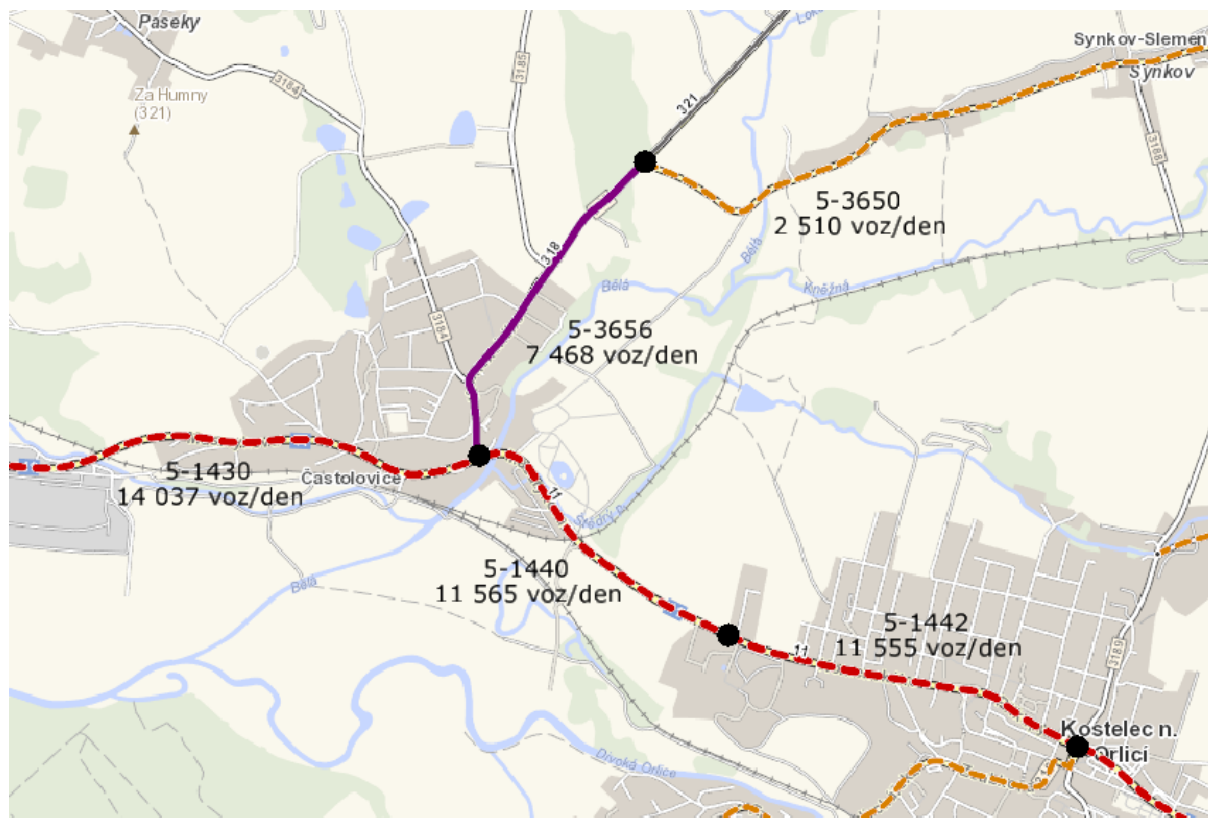 Paseky
Synkov-Slemen
Synkov
Za Humny
(321)
3184
3185
321
3188
5-3650
2 510 voz/den
318
Bělá
Bělá
Kněžná
3184
5-3656
7 468 voz/den
5-1430
14 037 voz/den
Častolovice
11
5-1440
11 565 voz/den
Bělá
5-1442
11 555 voz/den
11
3189
Kostelec n.
Orlicí
Divoká Orlice